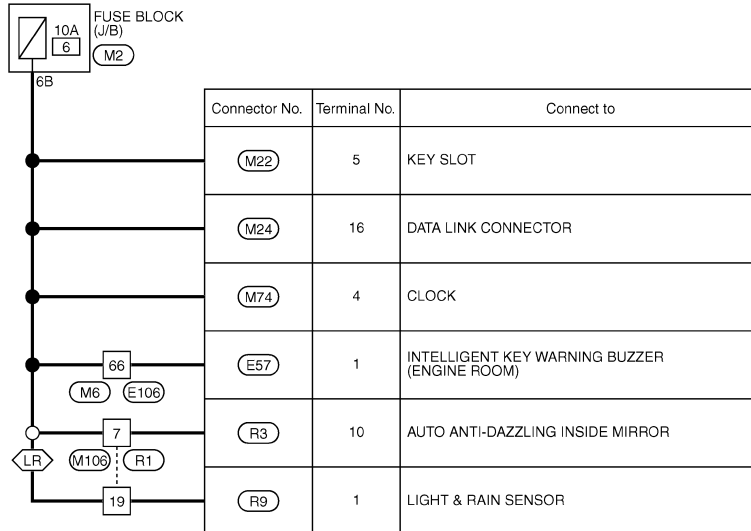 FUSE BLOCK
(J/B)
10A
6
M2
6B
Connector No. Terminal No. Connect to
M22 5 KEY SLOT
M24 16 DATA LINK CONNECTOR
M74 4 CLOCK
66 E57 1 INTELLIGENT KEY WARNING BUZZER
(ENGINE ROOM)
M6 E106
7 R3 10 AUTO ANTI-DAZZLING INSIDE MIRROR
LR M106 R1
19 R9 1 LIGHT & RAIN SENSOR